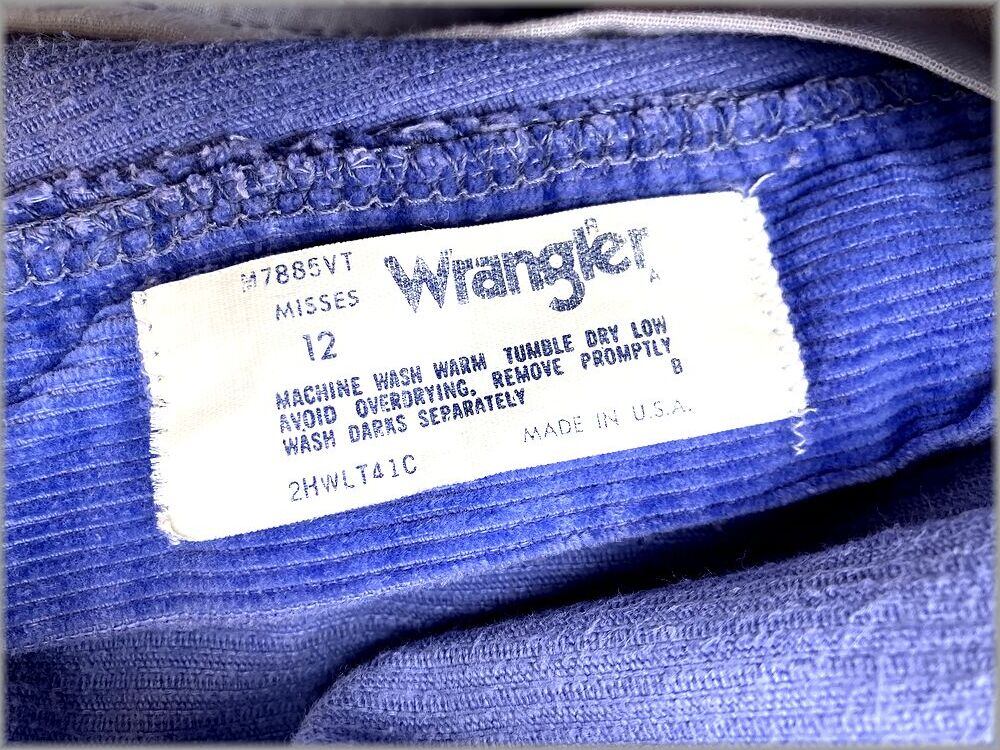 M7885VT
Wrangler
®
MISSES
A
12
MACHINE WASH WARM TUMBLE DRY LOW
AVOID OVERDRYING. REMOVE PROMPTLY
WASH DARKS SEPARATELY
B
MADE IN U.S.A.
2HWLT41C